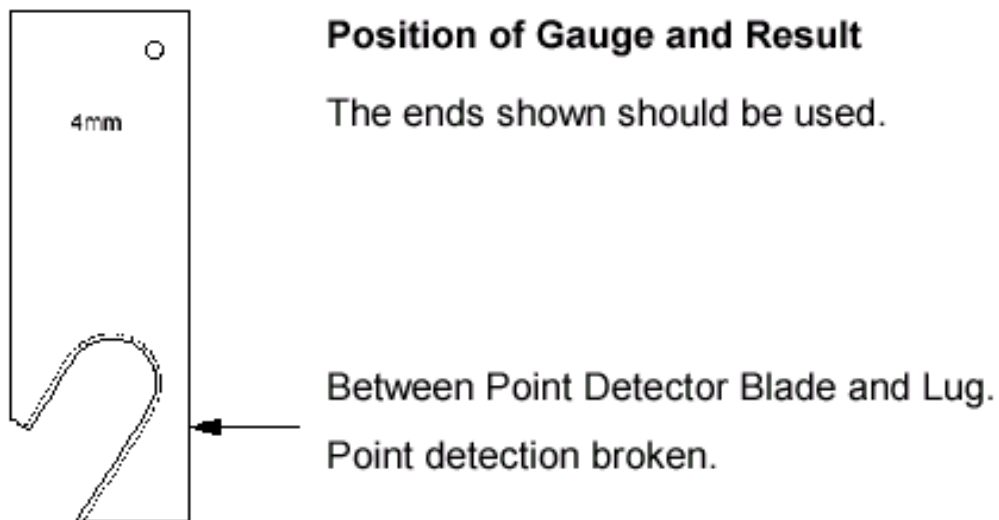 Position of Gauge and Result
The ends shown should be used.
4mm
Between Point Detector Blade and Lug.
Point detection broken.